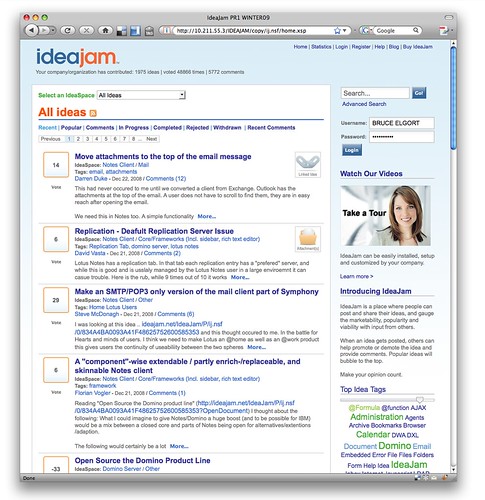 IdeaJam PR1 WINTER09
http://10.211.55.3/IDEAJAM/copy/ij.nsf/home.xsp
ideajam
Home | Statistics | Login | Register | Help | Blog | Buy IdeaJam
Your company/organization has contributed: 1975 ideas | voted 48866 times | 5772 comments
Select an IdeaSpace All Ideas
All ideas
Recent | Popular | Comments | In Progress | Completed | Rejected | Withdrawn | Recent Comments
Previous 1 2 3 4 5 6 7 8 ... Next
14
Vote
Move attachments to the top of the email message
IdeaSpace: Notes Client / Mail
Tags: email, attachments
Darren Duke - Dec 22, 2008 / Comments (12)
Linked Idea
This had never occured to me until we converted a client from Exchange. Outlook has the
attachments at the top of the email. A user does not have to scroll to find them, they are in easy
reach after opening the email.
We need this in Notes too. A simple functionality More...
6
Vote
Replication - Deafult Replication Server Issue
IdeaSpace: Notes Client / Core/Frameworks (incl. sidebar, rich text editor)
Tags: Replication Tab, domino server, lotus notes
David Vasta - Dec 21, 2008 / Comments (2)
Attachment(s)
Lotus Notes has a replication tab. In that tab each replication entry has a "prefered" server, and
while this is good and is ussaly managed by the Lotus Notes user in a large enviroemnt it can
casue trouble. Here is the rub, while 9 times out of 10 it works More...
29
Vote
Make an SMTP/POP3 only version of the mail client part of Symphony
IdeaSpace: Notes Client / Other
Tags: Home Lotus Users
Steve McDonagh - Dec 21, 2008 / Comments (6)
I was looking at this idea .. ideajam.net/IdeaJam/P/ij.nsf
/0/834A4BA0093A41F48625752600585353 and this thought occured to me. In the battle for
Hearts and minds of users. I think we need to make Lotus an @home as well as an @work product
this gives users the continuity of useability between the two spheres More...
6
Vote
A "component"-wise extendable / partly enrich-/replaceable, and
skinnable Notes client
IdeaSpace: Notes Client / Core/Frameworks (incl. sidebar, rich text editor)
Tags: framework
Florian Vogler - Dec 21, 2008 / Comments (1)
Reading "Open Source the Domino product line" (http://ideajam.net/IdeaJam/P/ij.nsf
/0/834A4BA0093A41F48625752600585353?OpenDocument) I thought about the
following: What I could imagine to give Notes/Domino a huge boost (and to be possible for IBM)
would be a mix between a closed core and parts of Notes being open for alternatives/extentions
/adaption.
The following would certainly be a lot More...
-33
Open Source the Domino Product Line
IdeaSpace: Domino Server / Other
Search... Go!
Advanced Search
Username: BRUCE ELGORT
Password:
Login
Watch Our Videos
Take a Tour
IdeaJam can be easily installed, setup
and customized by your company.
Learn more >
Introducing IdeaJam
IdeaJam is a place where people can
post and share their ideas, and gauge
the marketability, popularity and
viability with input from others.
When an idea gets posted, others can
help promote or demote the idea and
provide comments. Popular ideas will
bubble to the top.
Make your opinion count.
Top Idea Tags
@Formula @function AJAX
Administration Agents
Archive Bookmarks Browser
Calendar DWA DXL
Document Domino Email
Embedded Error File Folders
Form Help Idea IdeaJam
Done